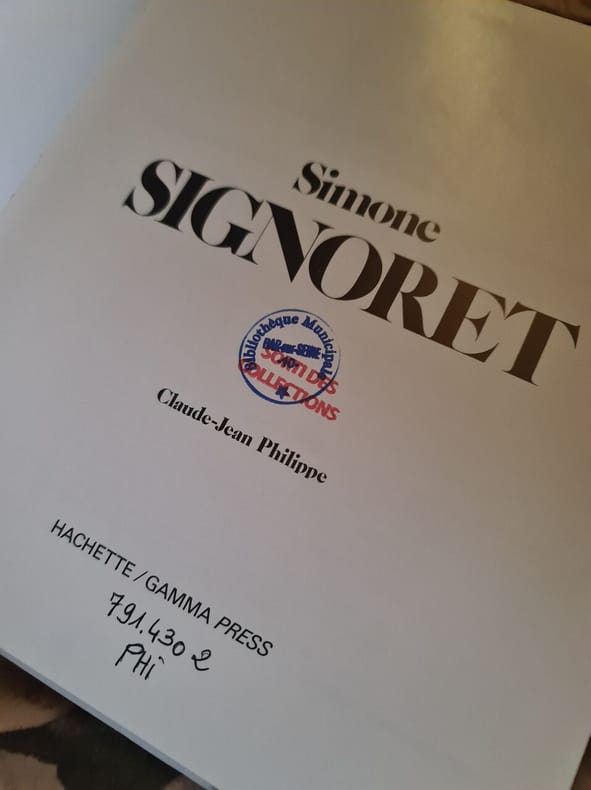 Simone
SIGNORET
Bibliothèque Municipale
BAR-sur-SEINE
-10-
SORTI DES
COLLECTIONS
Claude-Jean Philippe
HACHETTE/GAMMA PRESS
791.430 2
PHI